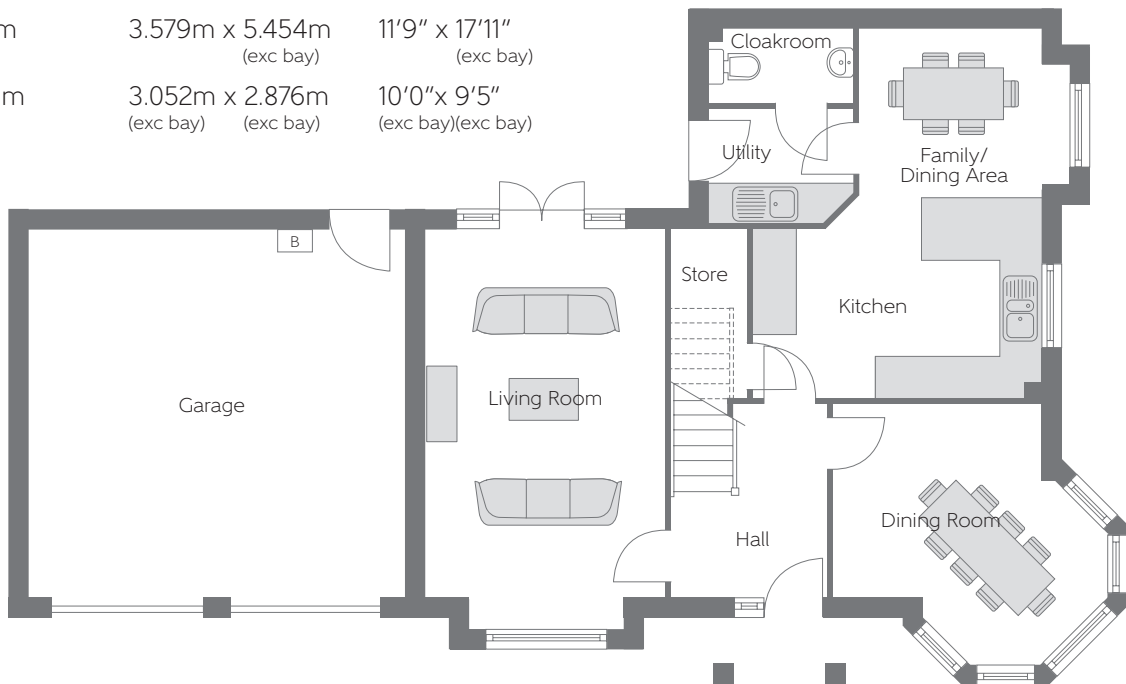 m 3.579m x 5.454m 11'9" x 17'11"
(exc bay) (exc bay)
m 3.052m x 2.876m 10'0"x 9'5"
(exc bay) (exc bay) (exc bay)(exc bay)
Cloakroom
Utility
Family/
Dining Area
B
Store
Kitchen
Garage
Living Room
Dining Room
Hall